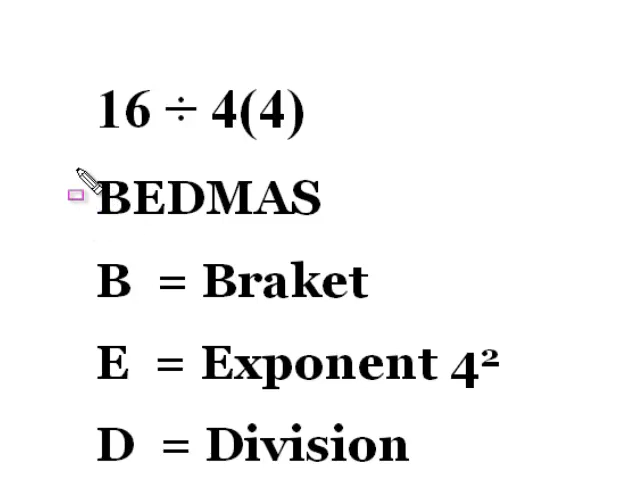 16 ÷ 4(4)
BEDMAS
B = Braket
E = Exponent 4²
D = Division